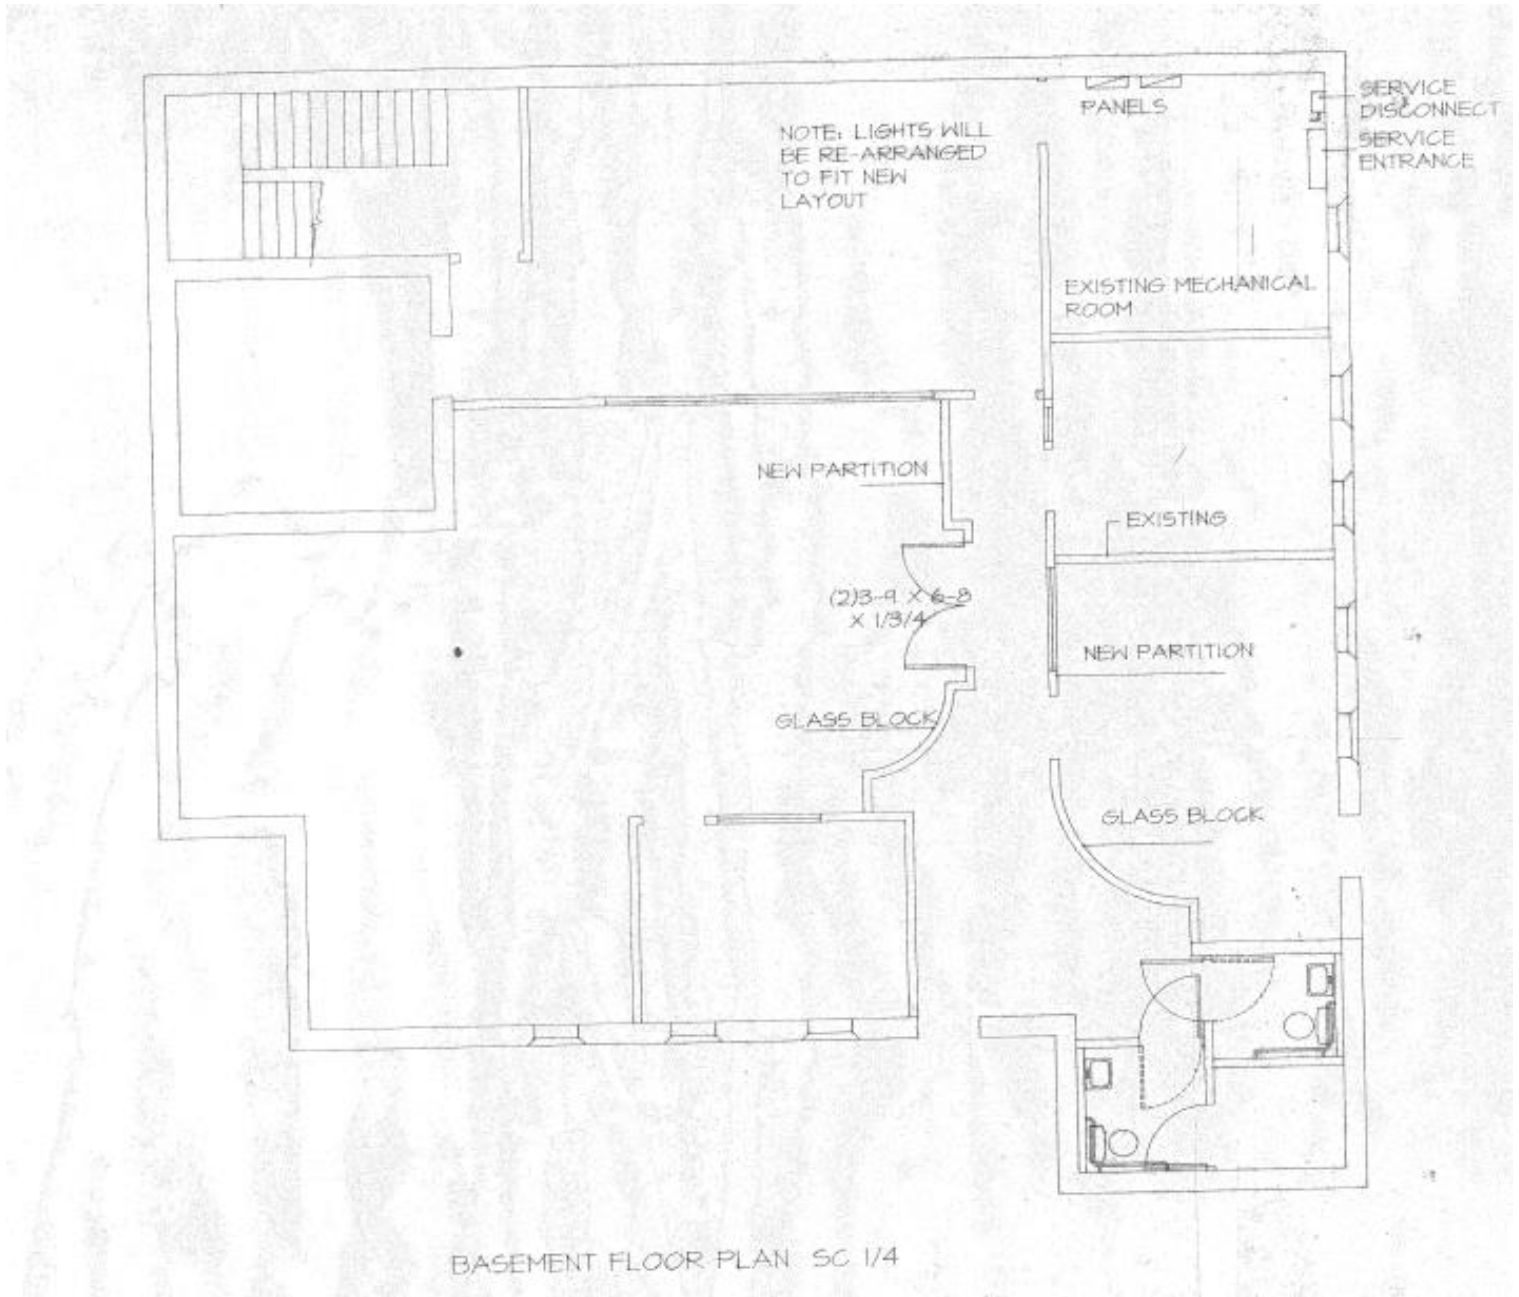 SERVICE
DISCONNECT
PANELS
NOTE: LIGHTS WILL
BE RE-ARRANGED
TO FIT NEW
LAYOUT
SERVICE
ENTRANCE
EXISTING MECHANICAL
ROOM
NEW PARTITION
EXISTING
(2)3-9 X 6-8
X 1/3/4
NEW PARTITION
GLASS BLOCK
GLASS BLOCK
BASEMENT FLOOR PLAN SC 1/4